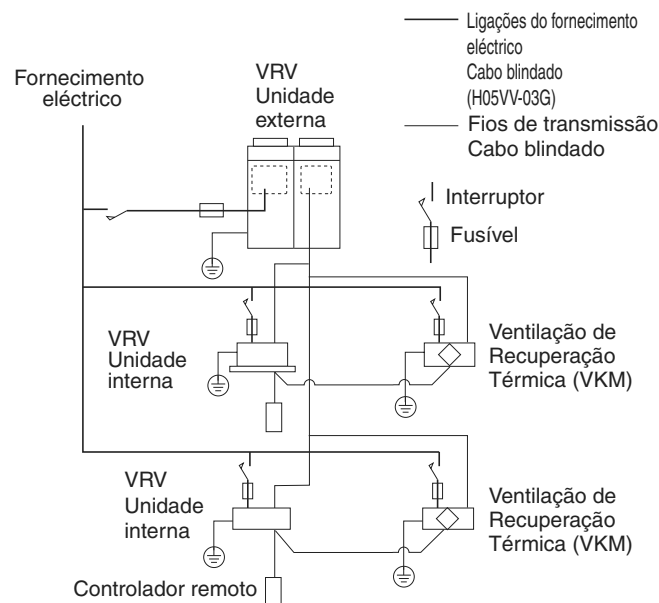 Ligações do fornecimento
eléctrico
Cabo blindado
(H05VV-03G)
Fios de transmissão
Cabo blindado
Interruptor
Fusível
Fornecimento
eléctrico
VRV
Unidade
externa
VRV
Unidade
interna
Ventilação de
Recuperação
Térmica (VKM)
VRV
Unidade
interna
Ventilação de
Recuperação
Térmica (VKM)
Controlador remoto